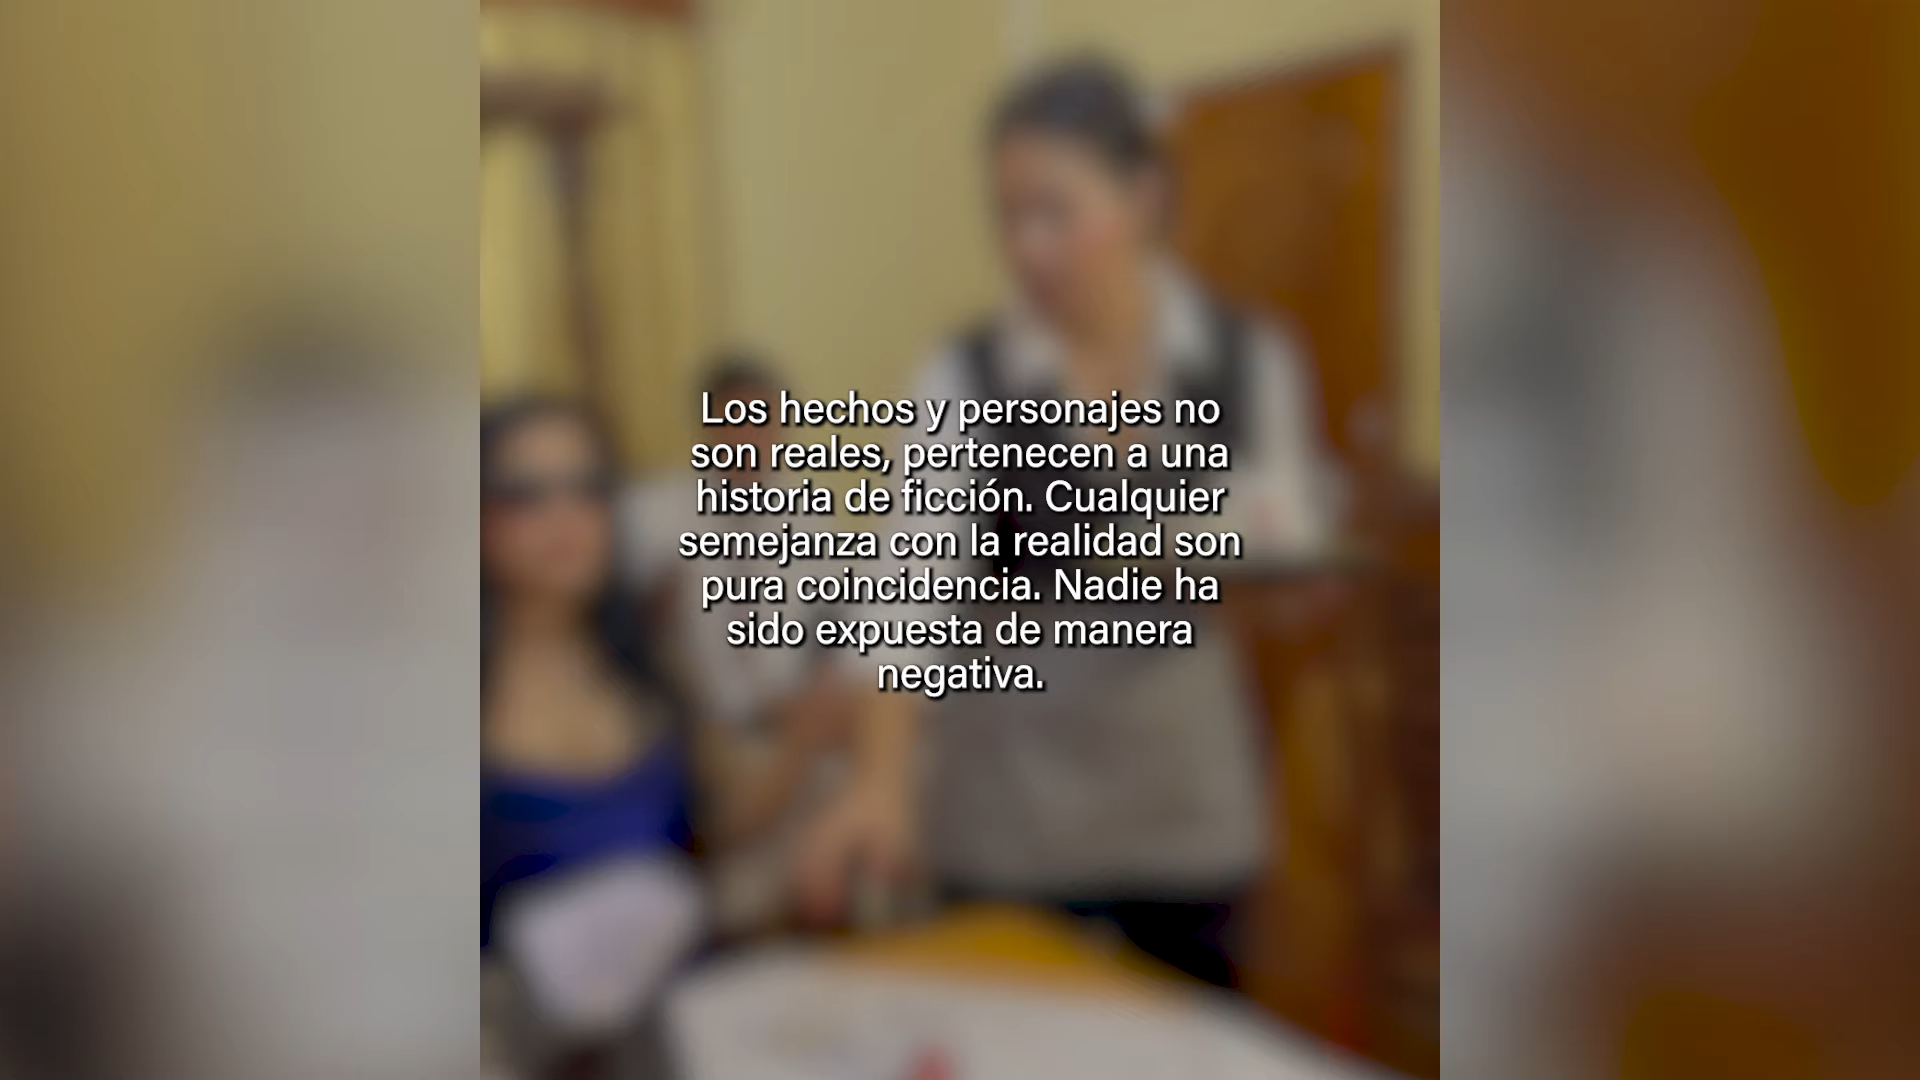 Los hechos y personajes no
son reales, pertenecen a una
historia de ficción. Cualquier
semejanza con la realidad son
pura coincidencia. Nadie ha
sido expuesta de manera
negativa.